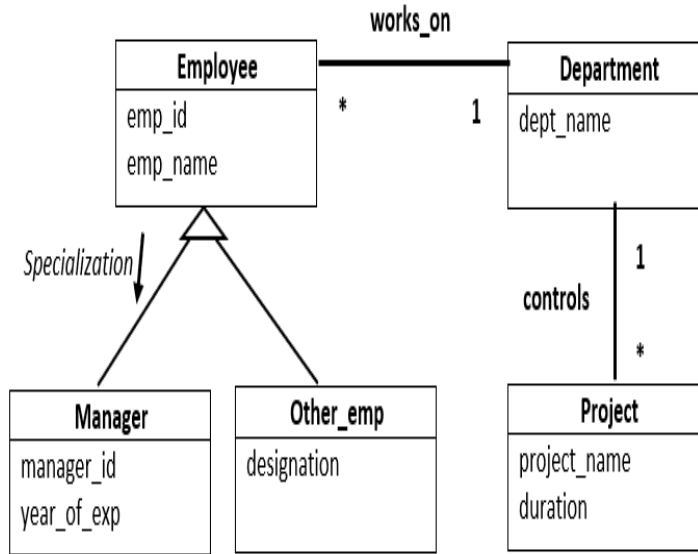 works_on
Employee
emp_id
emp_name
*
1
Department
dept_name
Specialization
1
controls
*
Manager
manager_id
year_of_exp
Other_emp
designation
Project
project_name
duration